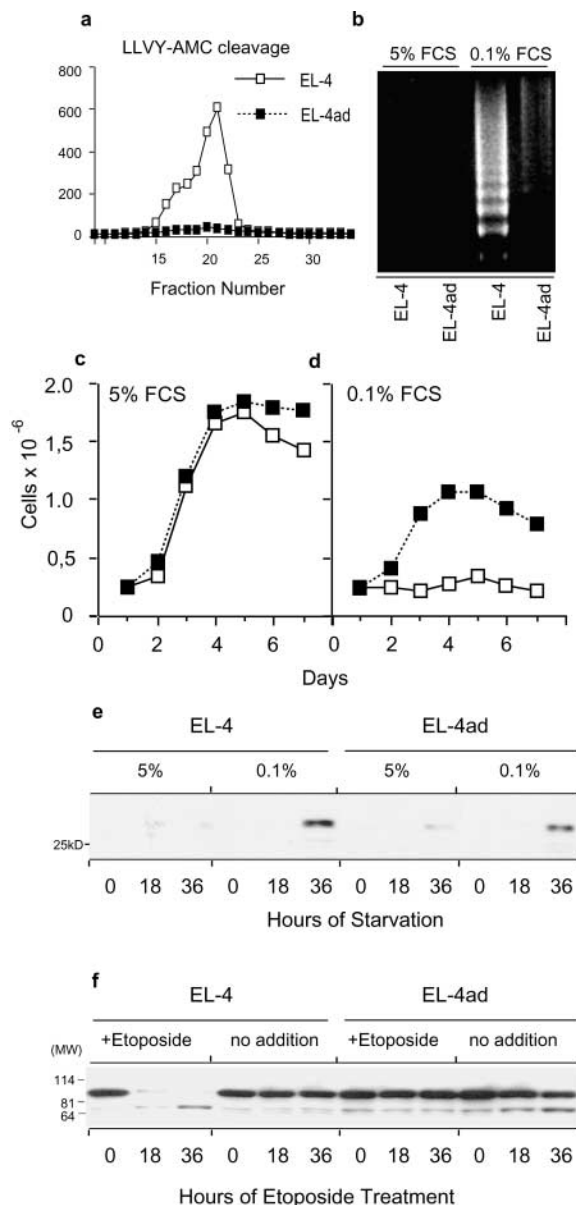 a
LLVY-AMC cleavage
800
600
400
200
0
15 20 25 30
Fraction Number
EL-4
EL-4ad
b
5% FCS 0.1% FCS
EL-4
EL-4ad
EL-4
EL-4ad
c
5% FCS
d
0.1% FCS
Cells x 10⁻⁶
2.0
1.5
1.0
0,5
0
0 2 4 6 0 2 4 6
Days
e
EL-4 EL-4ad
5% 0.1% 5% 0.1%
25kD
0 18 36 0 18 36 0 18 36 0 18 36
Hours of Starvation
f
EL-4 EL-4ad
+Etoposide no addition +Etoposide no addition
(MW)
114
81
64
0 18 36 0 18 36 0 18 36 0 18 36
Hours of Etoposide Treatment